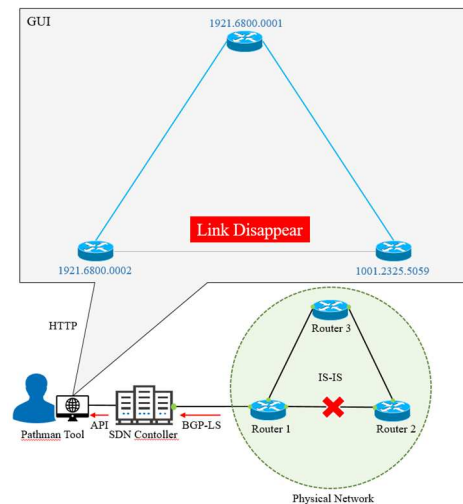 GUI
1921.6800.0001
Link Disappear
1921.6800.0002
1001.2325.5059
HTTP
Router 3
IS-IS
API
BGP-LS
Router 1
Router 2
Pathman Tool
SDN Contoller
Physical Network